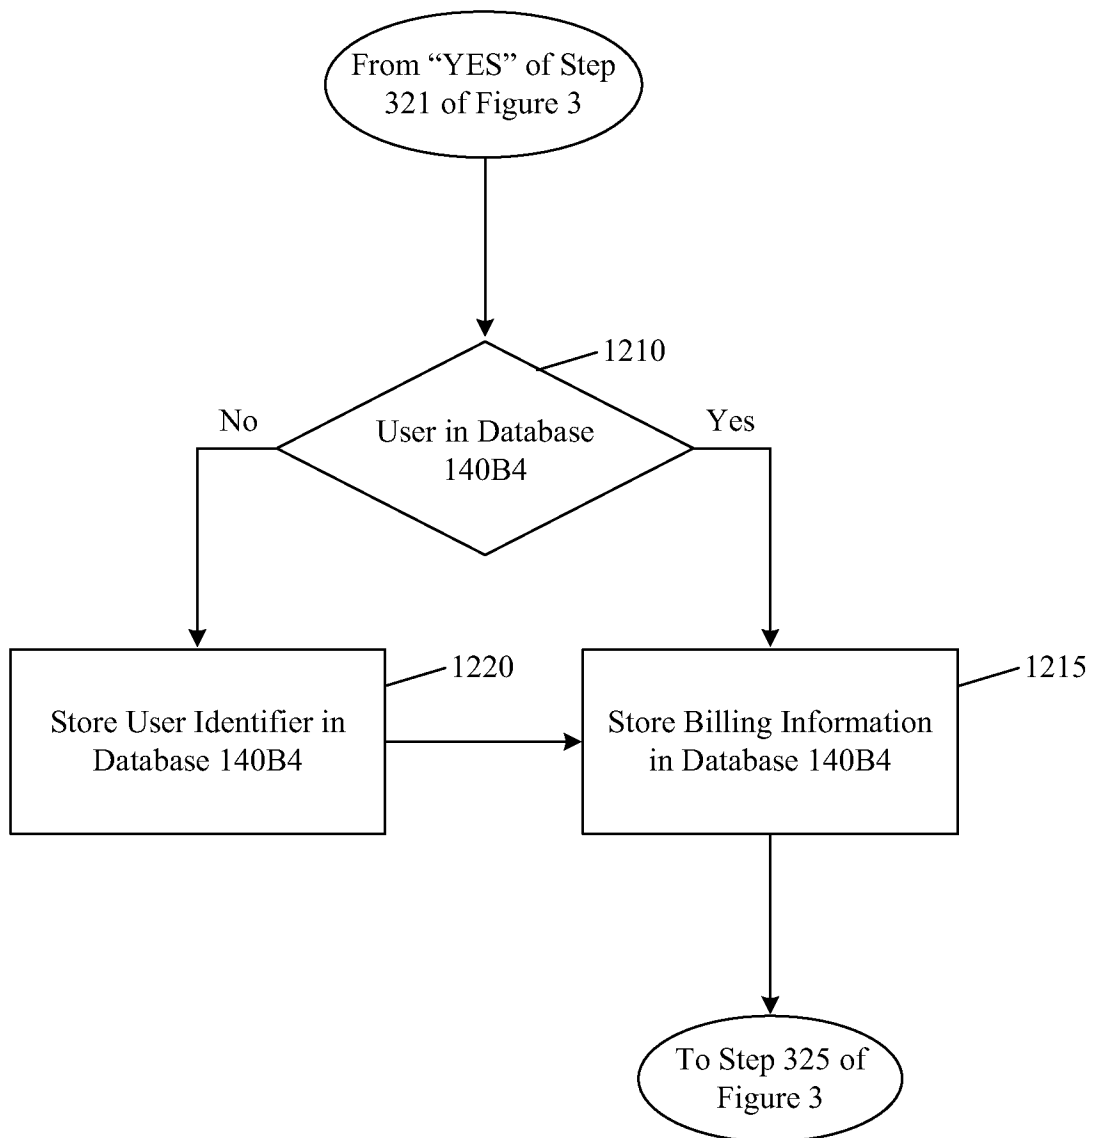 From “YES” of Step
321 of Figure 3
1210
No
Yes
User in Database
140B4
1220
1215
Store User Identifier in
Database 140B4
Store Billing Information
in Database 140B4
To Step 325 of
Figure 3